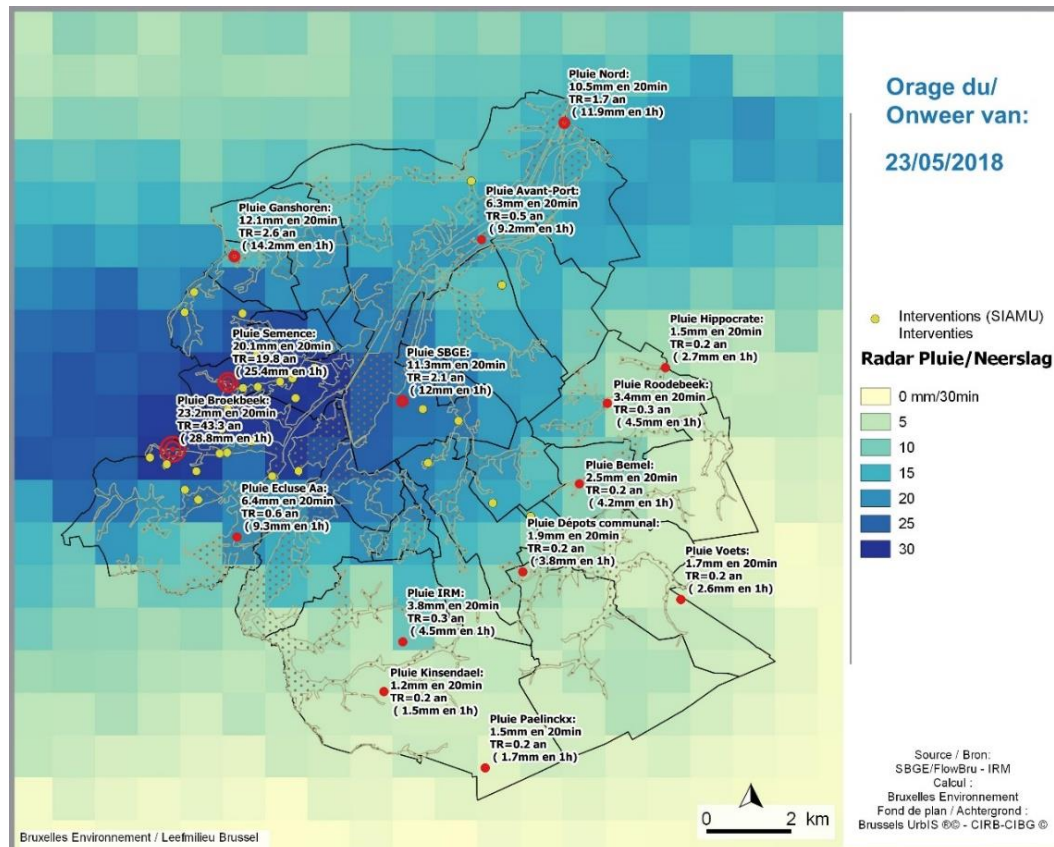 Pluie Nord:
10.5mm en 20min
TR=1.7 an
( 11.9mm en 1h)
Pluie Avant-Port:
6.3mm en 20min
TR=0.5 an
( 9.2mm en 1h)
Pluie Ganshoren:
12.1mm en 20min
TR=2.6 an
( 14.2mm en 1h)
Pluie Semence:
20.1mm en 20min
TR=19.8 an
( 25.4mm en 1h)
Pluie SBGE:
11.3mm en 20min
TR=2.1 an
( 12mm en 1h)
Pluie Hippocrate:
1.5mm en 20min
TR=0.2 an
( 2.7mm en 1h)
Pluie Roodebeek:
3.4mm en 20min
TR=0.3 an
( 4.5mm en 1h)
Pluie Broekbeek:
23.2mm en 20min
TR=43.3 an
( 28.8mm en 1h)
Pluie Bemel:
2.5mm en 20min
TR=0.2 an
( 4.2mm en 1h)
Pluie Ecluse Aa:
6.4mm en 20min
TR=0.6 an
( 9.3mm en 1h)
Pluie Dépots communal:
1.9mm en 20min
TR=0.2 an
( 3.8mm en 1h)
Pluie Voets:
1.7mm en 20min
TR=0.2 an
( 2.6mm en 1h)
Pluie IRM:
3.8mm en 20min
TR=0.3 an
( 4.5mm en 1h)
Pluie Kinsendael:
1.2mm en 20min
TR=0.2 an
( 1.5mm en 1h)
Pluie Paelinckx:
1.5mm en 20min
TR=0.2 an
( 1.7mm en 1h)
0 2 km
Bruxelles Environnement / Leefmilieu Brussel
Orage du/
Onweer van:
23/05/2018
Interventions (SIAMU)
Interventies
Radar Pluie/Neerslag
0 mm/30min
5
10
15
20
25
30
Source / Bron:
SBGE/FlowBru - IRM
Calcul :
Bruxelles Environnement
Fond de plan / Achtergrond :
Brussels UrbIS ®© - CIRB-CIBG ©